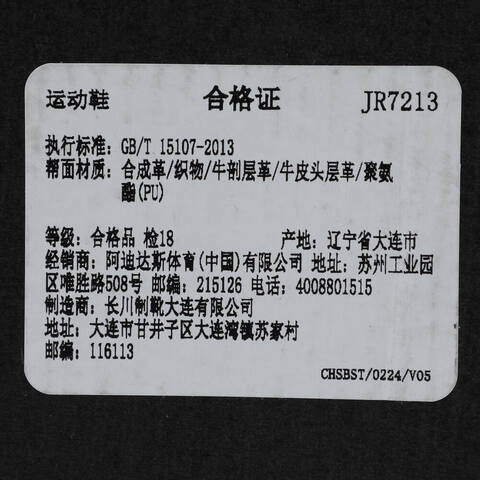 运动鞋 合格证 JR7213
执行标准: GB/T 15107-2013
帮面材质: 合成革/织物/牛剖层革/牛皮头层革/聚氨
酯(PU)
等级: 合格品 检18 产地: 辽宁省大连市
经销商: 阿迪达斯体育(中国)有限公司 地址: 苏州工业园
区唯胜路508号 邮编: 215126 电话: 4008801515
制造商: 长川制靴大连有限公司
地址: 大连市甘井子区大连湾镇苏家村
邮编: 116113
CHSBST/0224/V05